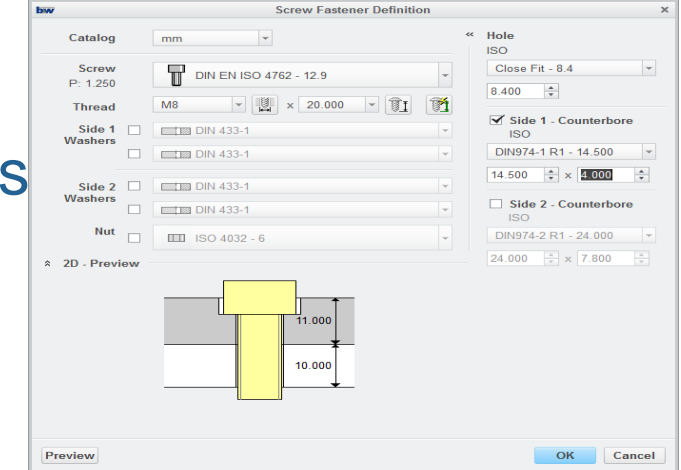 bw
Screw Fastener Definition
×
Catalog
mm
«
Hole
ISO
Close Fit - 8.4
8.400
Screw
P: 1.250
DIN EN ISO 4762 - 12.9
Thread
M8
x
20.000
Side 1
Washers
DIN 433-1
DIN 433-1
Side 1 - Counterbore
ISO
DIN974-1 R1 - 14.500
14.500 x 4.000
S
Side 2
Washers
DIN 433-1
DIN 433-1
Side 2 - Counterbore
ISO
DIN974-2 R1 - 24.000
24.000 x 7.800
Nut
ISO 4032 - 6
2D - Preview
11.000
10.000
Preview
OK
Cancel